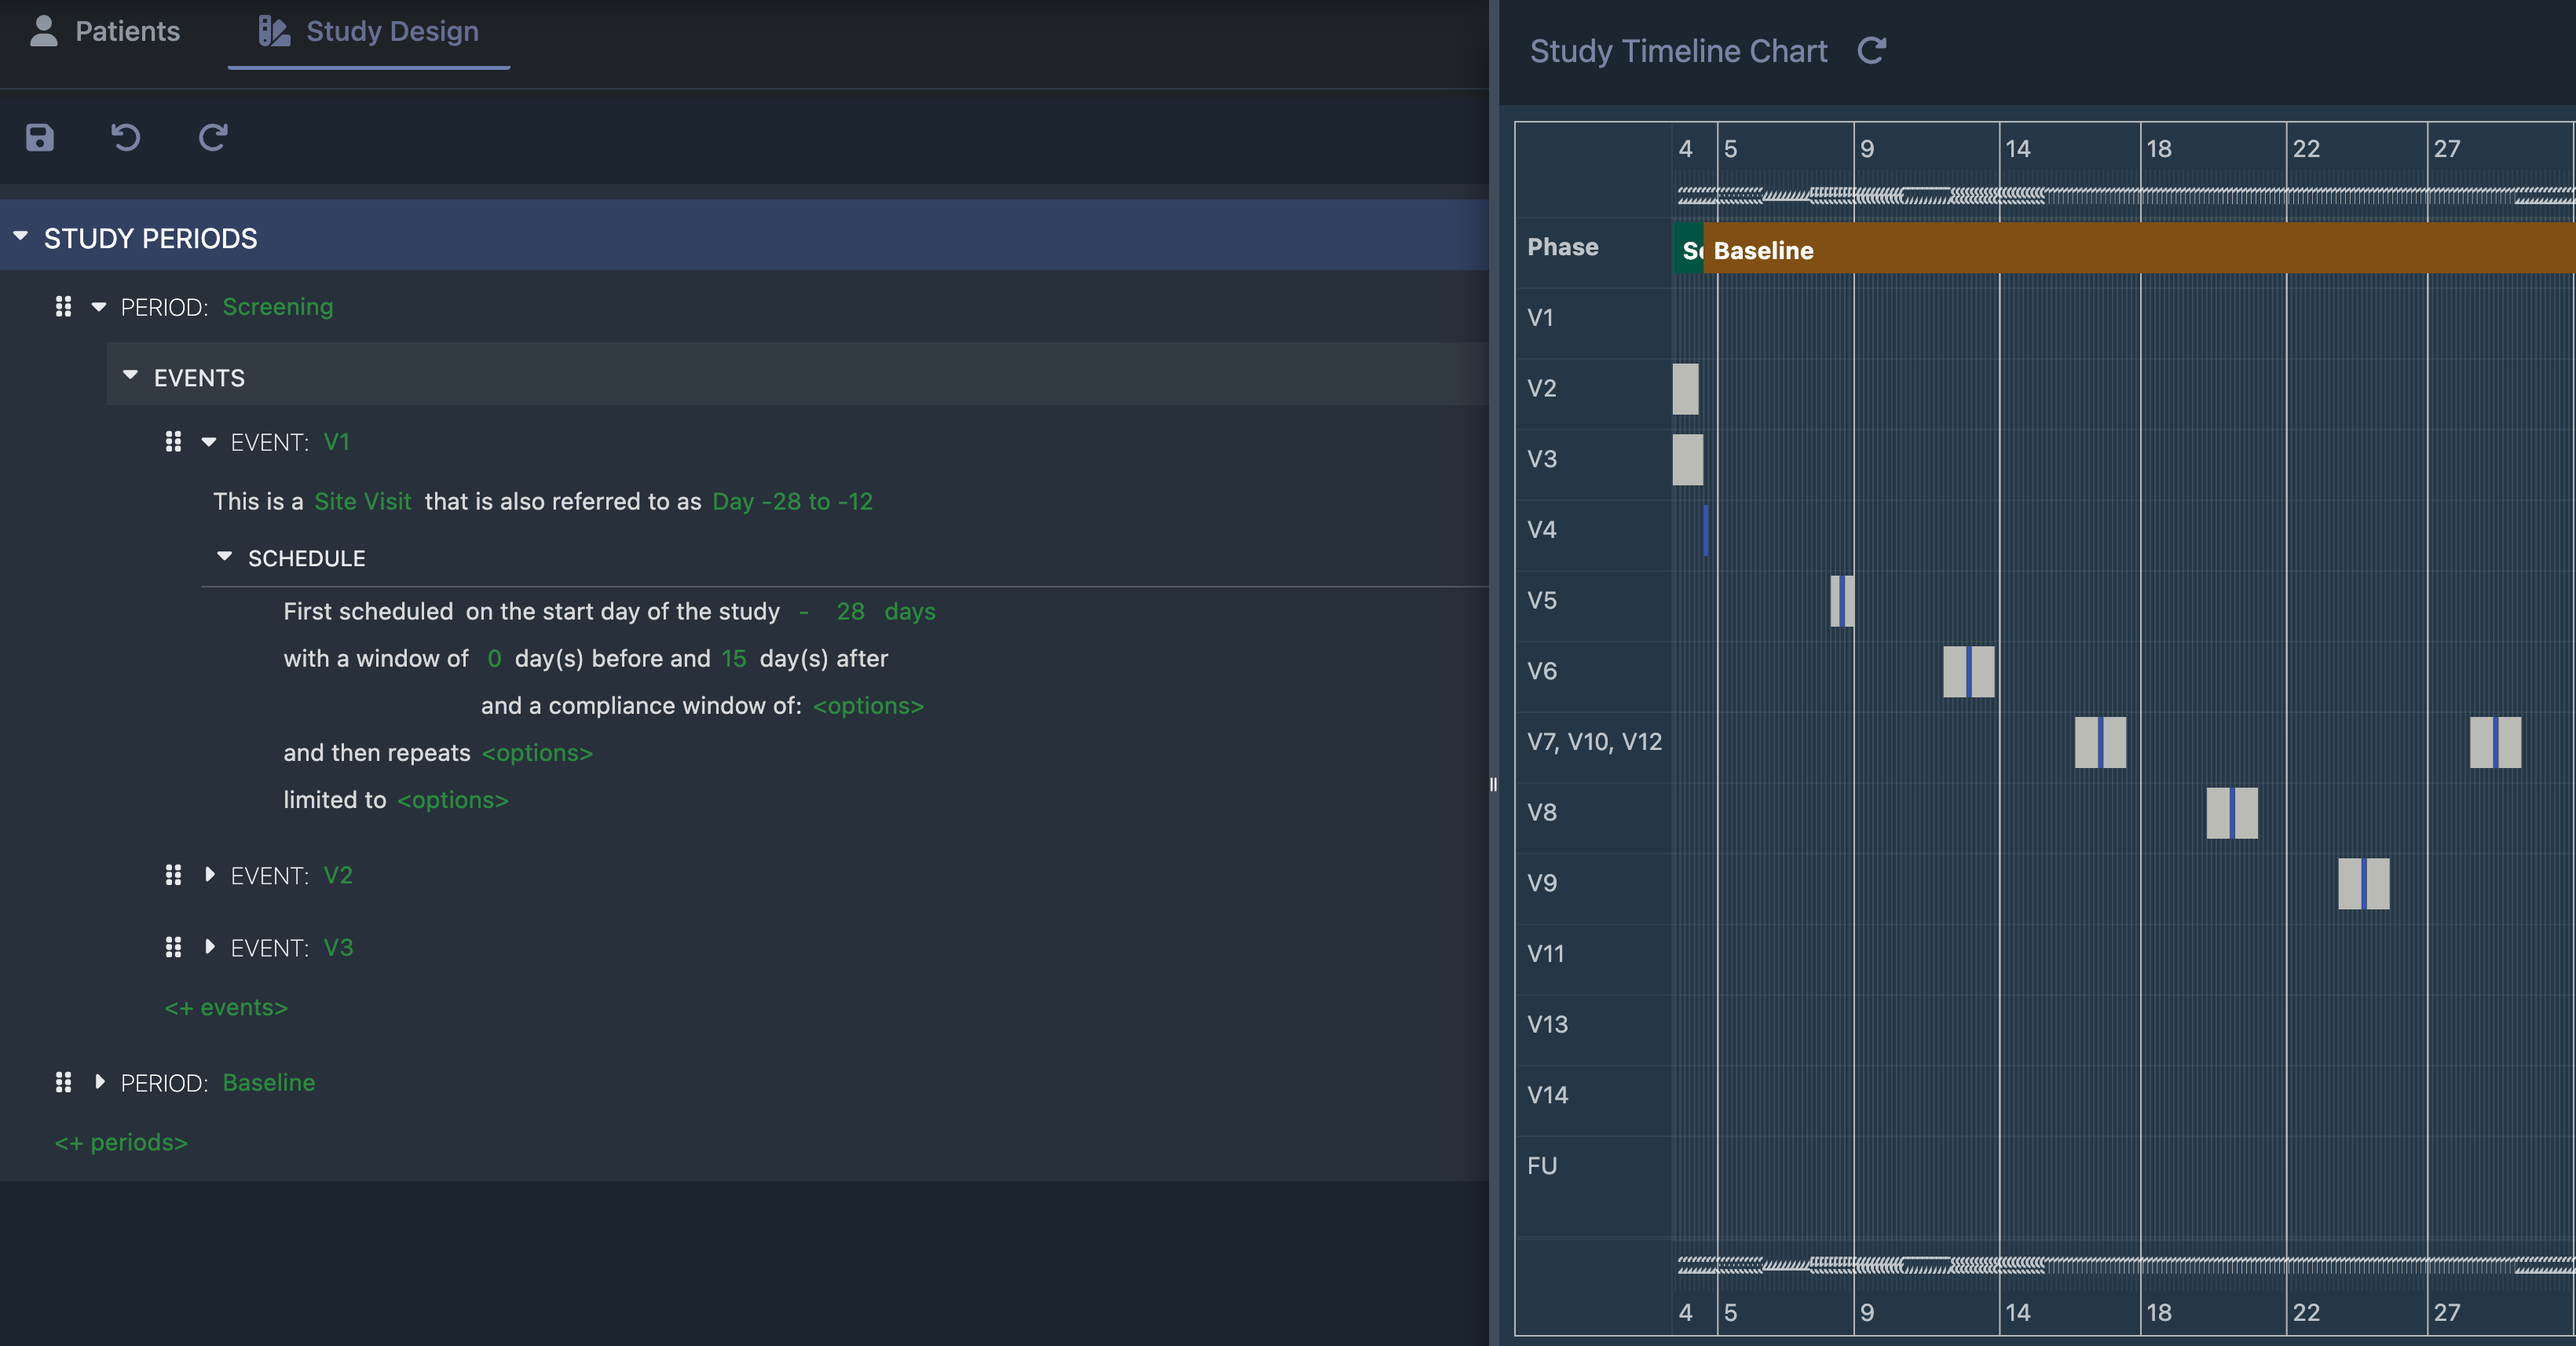 Patients
Study Design
STUDY PERIODS
PERIOD: Screening
EVENTS
EVENT: V1
This is a Site Visit that is also referred to as Day -28 to -12
SCHEDULE
First scheduled on the start day of the study - 28 days
with a window of 0 day(s) before and 15 day(s) after
and a compliance window of: <options>
and then repeats <options>
limited to <options>
EVENT: V2
EVENT: V3
<+ events>
PERIOD: Baseline
<+ periods>
Study Timeline Chart
4 5 9 14 18 22 27
Phase
Baseline
V1
V2
V3
V4
V5
V6
V7, V10, V12
V8
V9
V11
V13
V14
FU
4 5 9 14 18 22 27